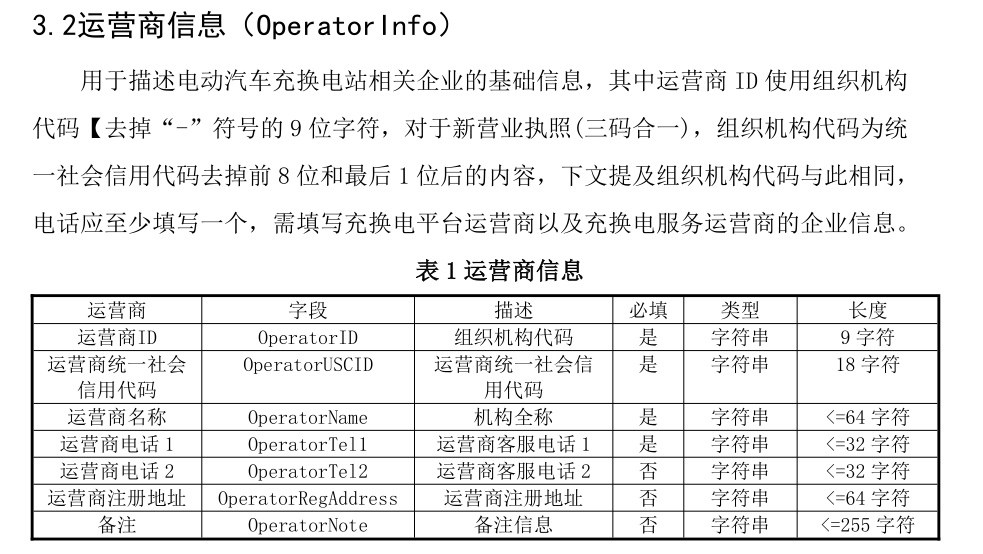 3.2运营商信息（OperatorInfo）
用于描述电动汽车充换电站相关企业的基础信息，其中运营商 ID 使用组织机构
代码【去掉“-”符号的 9 位字符，对于新营业执照(三码合一)，组织机构代码为统
一社会信用代码去掉前 8 位和最后 1 位后的内容，下文提及组织机构代码与此相同，
电话应至少填写一个，需填写充换电平台运营商以及充换电服务运营商的企业信息。
表 1 运营商信息
运营商 字段 描述 必填 类型 长度
运营商ID OperatorID 组织机构代码 是 字符串 9 字符
运营商统一社会 OperatorUSCID 运营商统一社会信 是 字符串 18 字符
信用代码 用代码
运营商名称 OperatorName 机构全称 是 字符串 <=64 字符
运营商电话 1 OperatorTel1 运营商客服电话 1 是 字符串 <=32 字符
运营商电话 2 OperatorTel2 运营商客服电话 2 否 字符串 <=32 字符
运营商注册地址 OperatorRegAddress 运营商注册地址 否 字符串 <=64 字符
备注 OperatorNote 备注信息 否 字符串 <=255 字符